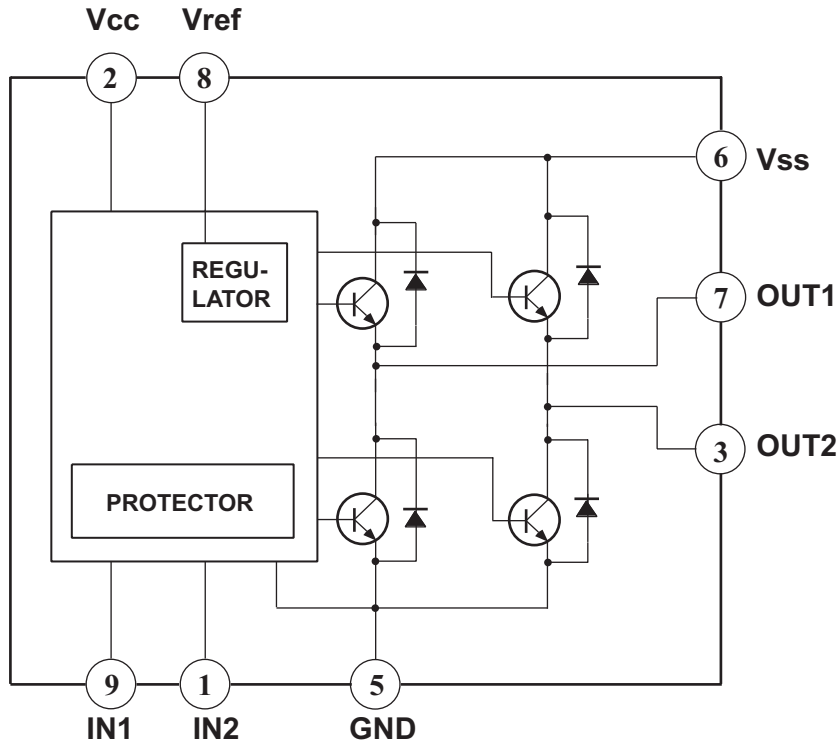 Vcc Vref
2 8
6 Vss
REGU-
LATOR
7 OUT1
3 OUT2
PROTECTOR
9 1 5
IN1 IN2 GND